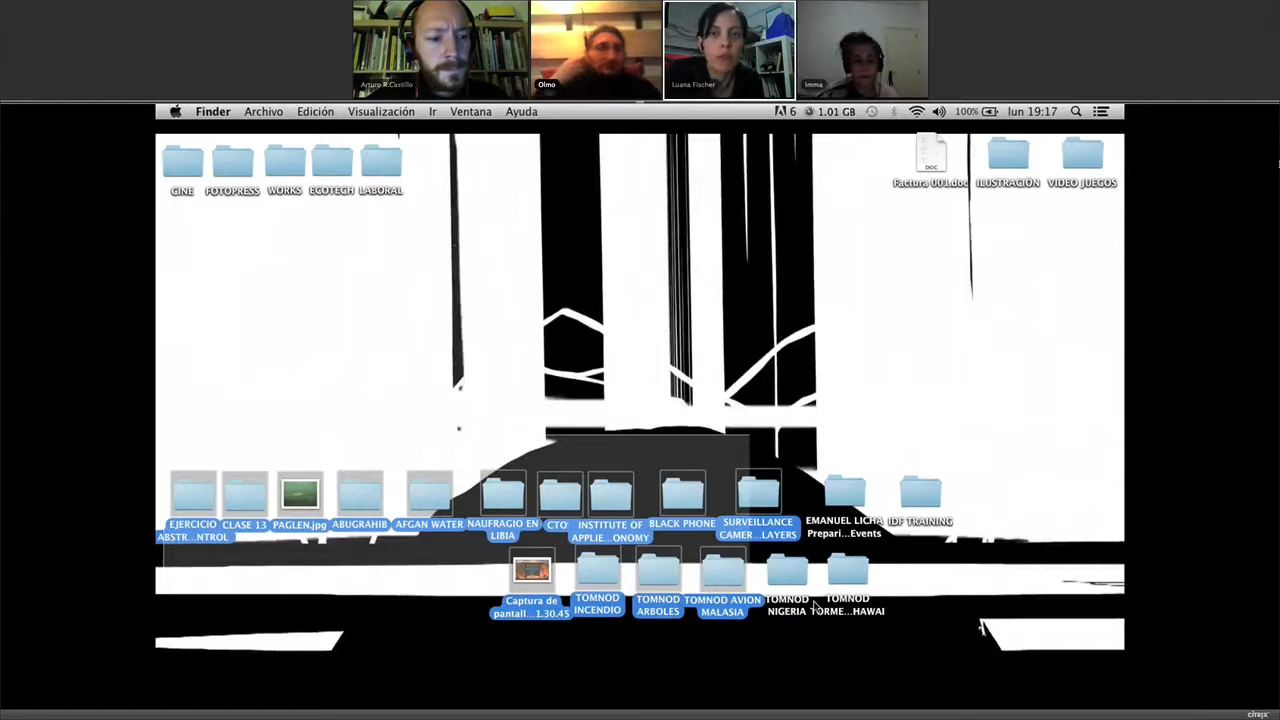 Arturo R.Castillo
Olmo
Luana Fischer
Imma
Finder Archivo Edición Visualización Ir Ventana Ayuda
6 1.01 GB 100% lun 19:17
CINE
FOTOPRESS
WORKS
ECOTECH
LABORAL
Factura 001.doc
DOC
ILUSTRACIÓN
VIDEO JUEGOS
EJERCICIO
ABSTR...NTROL
CLASE 13
PAGLEN.jpg
ABUGRAHIB
AFGAN WATER
NAUFRAGIO EN
LIBIA
CTO
INSTITUTE OF
APPLIE...ONOMY
BLACK PHONE
SURVEILLANCE
CAMER...LAYERS
EMANUEL LICHA
Prepari...Events
IDF TRAINING
Captura de
pantall...1.30.45
TOMNOD
INCENDIO
TOMNOD
ARBOLES
TOMNOD AVION
MALASIA
TOMNOD
NIGERIA
TOMNOD
TORME...HAWAI
CITRIX